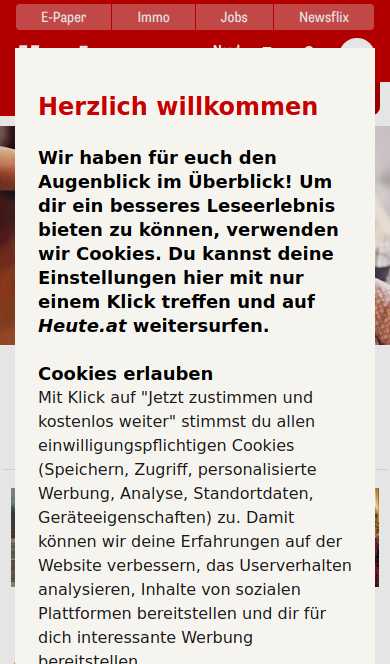 E-Paper
Immo
Jobs
Newsflix
Herzlich willkommen
Wir haben für euch den
Augenblick im Überblick! Um
dir ein besseres Leseerlebnis
bieten zu können, verwenden
wir Cookies. Du kannst deine
Einstellungen hier mit nur
einem Klick treffen und auf
Heute.at weitersurfen.
Cookies erlauben
Mit Klick auf "Jetzt zustimmen und
kostenlos weiter" stimmst du allen
einwilligungspflichtigen Cookies
(Speichern, Zugriff, personalisierte
Werbung, Analyse, Standortdaten,
Geräteeigenschaften) zu. Damit
können wir deine Erfahrungen auf der
Website verbessern, das Userverhalten
analysieren, Inhalte von sozialen
Plattformen bereitstellen und dir für
dich interessante Werbung
bereitstellen